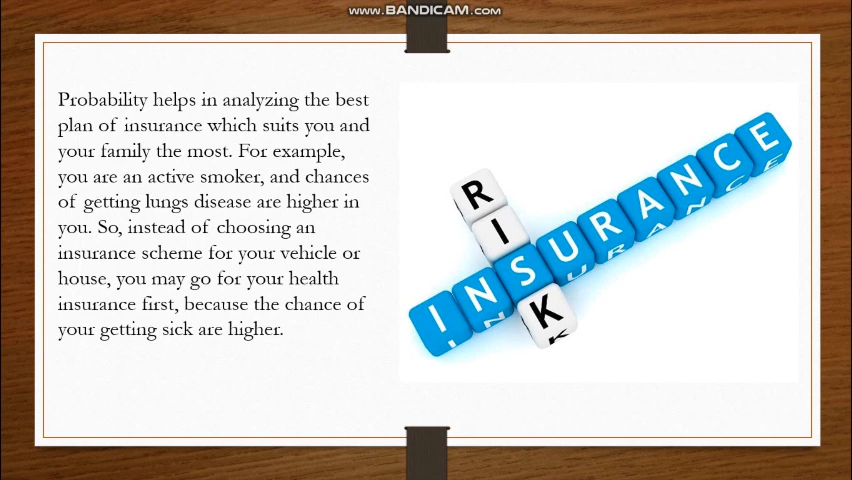 www.BANDICAM.com
Probability helps in analyzing the best
plan of insurance which suits you and
your family the most. For example,
you are an active smoker, and chances
of getting lungs disease are higher in
you. So, instead of choosing an
insurance scheme for your vehicle or
house, you may go for your health
insurance first, because the chance of
your getting sick are higher.
RISK
INSURANCE